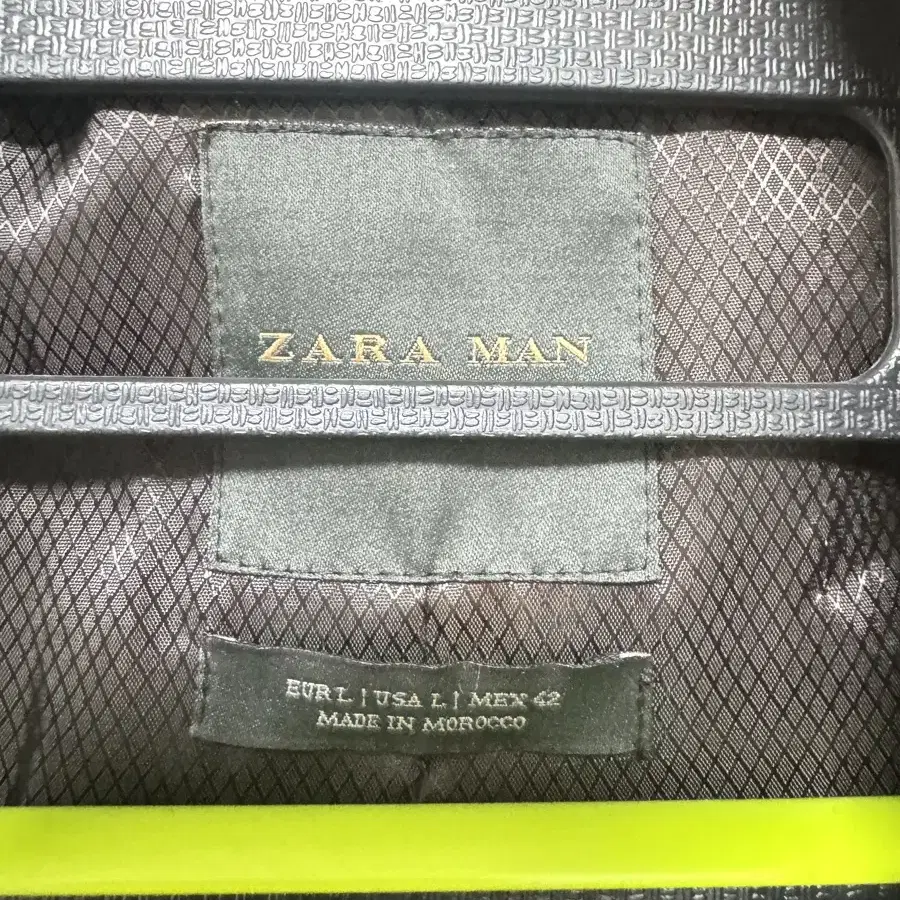 ZARA MAN
EUR L | USA L | MEX 42
MADE IN MOROCCO